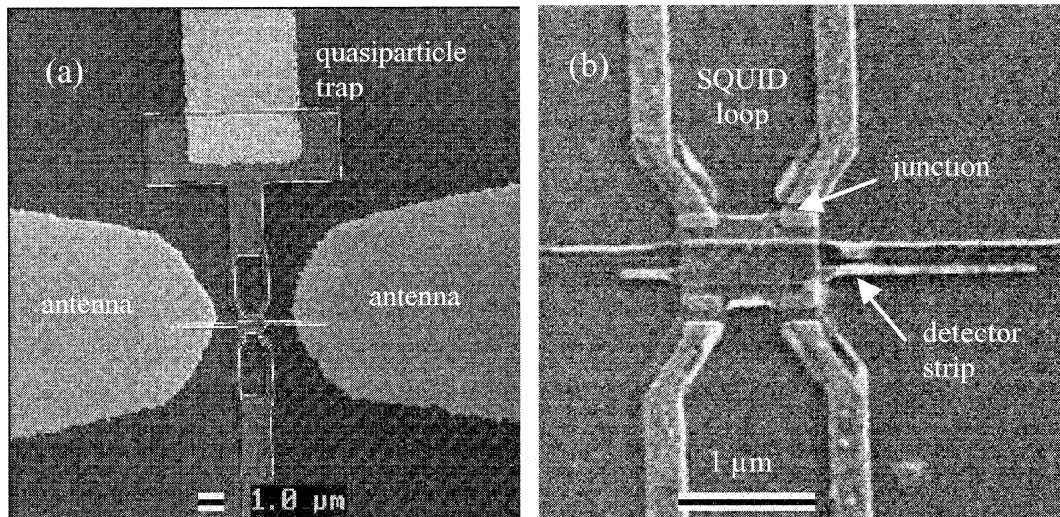 (a)
quasiparticle
trap
antenna
antenna
1.0 μm
(b)
SQUID
loop
junction
detector
strip
1 μm